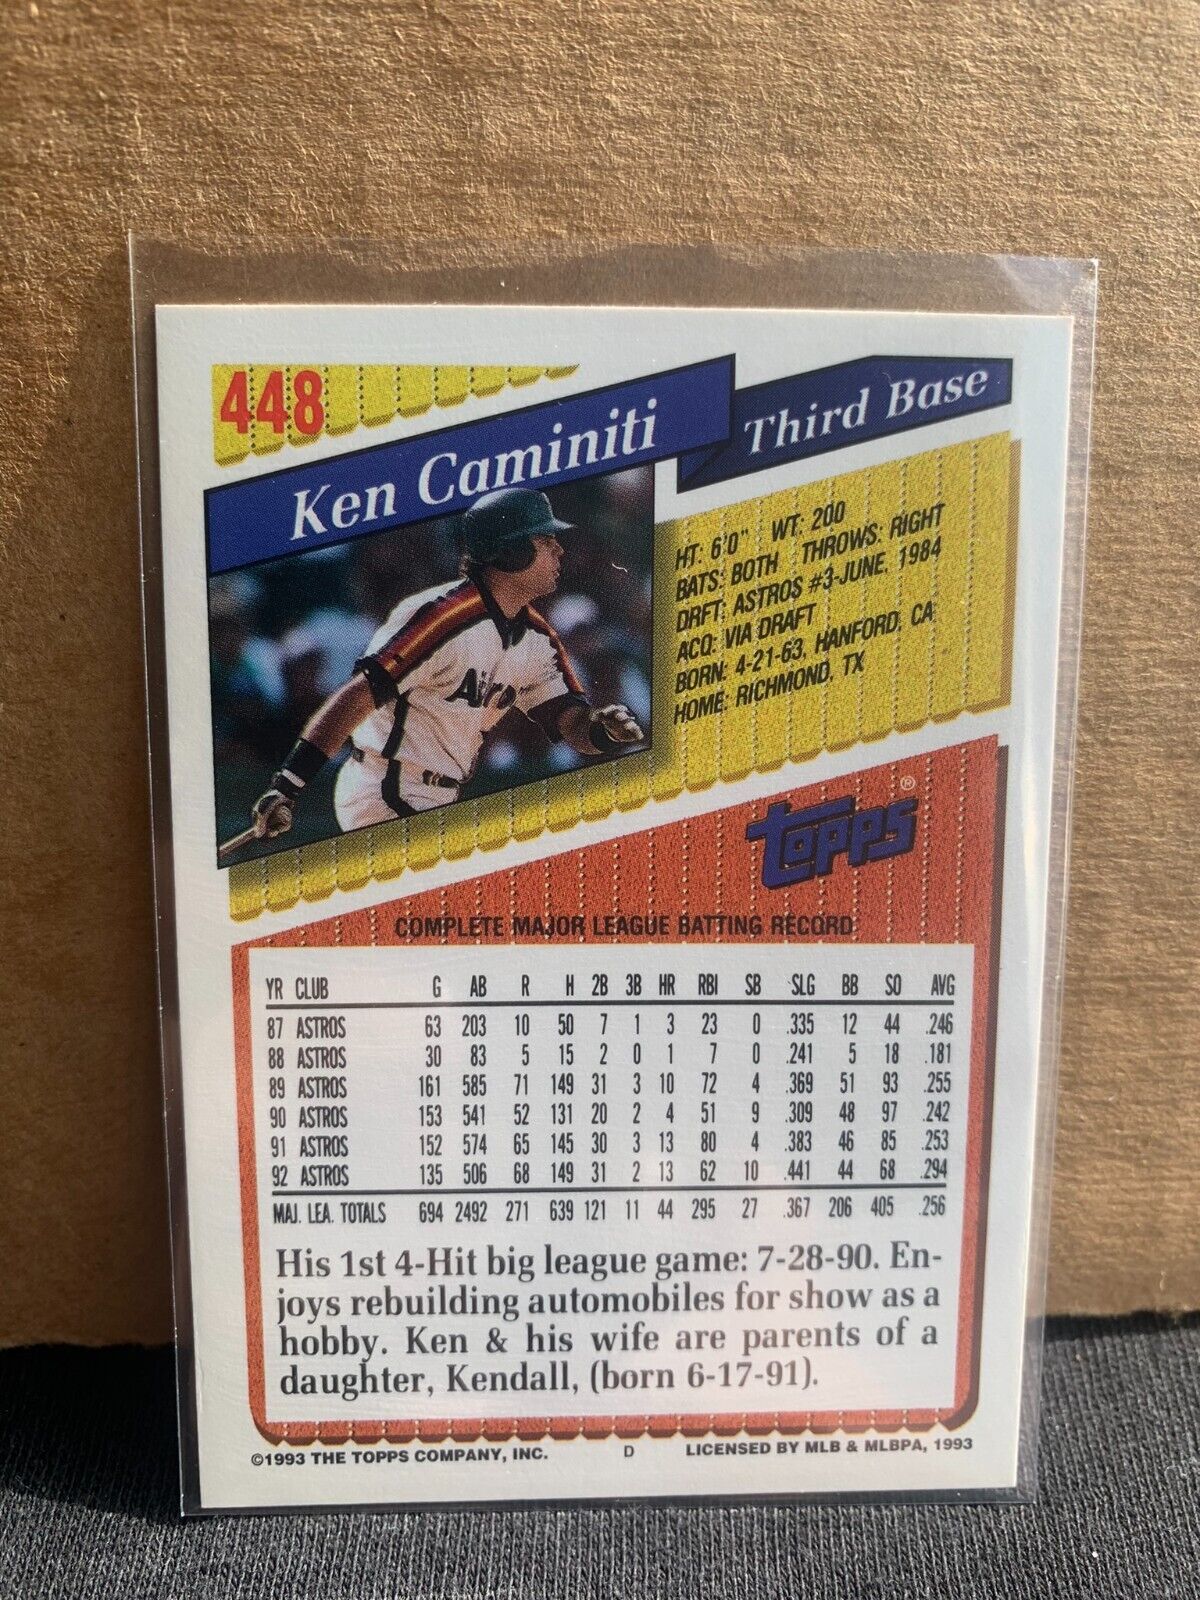 448
Ken Caminiti
Third Base
HT: 6'0" WT: 200
BATS: BOTH THROWS: RIGHT
DRFT: ASTROS #3-JUNE, 1984
ACQ: VIA DRAFT
BORN: 4-21-63, HANFORD, CA
HOME: RICHMOND, TX
Astro
topps®
COMPLETE MAJOR LEAGUE BATTING RECORD
YR CLUB G AB R H 2B 3B HR RBI SB SLG BB SO AVG
87 ASTROS 63 203 10 50 7 1 3 23 0 .335 12 44 .246
88 ASTROS 30 83 5 15 2 0 1 7 0 .241 5 18 .181
89 ASTROS 161 585 71 149 31 3 10 72 4 .369 51 93 .255
90 ASTROS 153 541 52 131 20 2 4 51 9 .309 48 97 .242
91 ASTROS 152 574 65 145 30 3 13 80 4 .383 46 85 .253
92 ASTROS 135 506 68 149 31 2 13 62 10 .441 44 68 .294
MAJ. LEA. TOTALS 694 2492 271 639 121 11 44 295 27 .367 206 405 .256
His 1st 4-Hit big league game: 7-28-90. En-
joys rebuilding automobiles for show as a
hobby. Ken & his wife are parents of a
daughter, Kendall, (born 6-17-91).
©1993 THE TOPPS COMPANY, INC. D LICENSED BY MLB & MLBPA, 1993